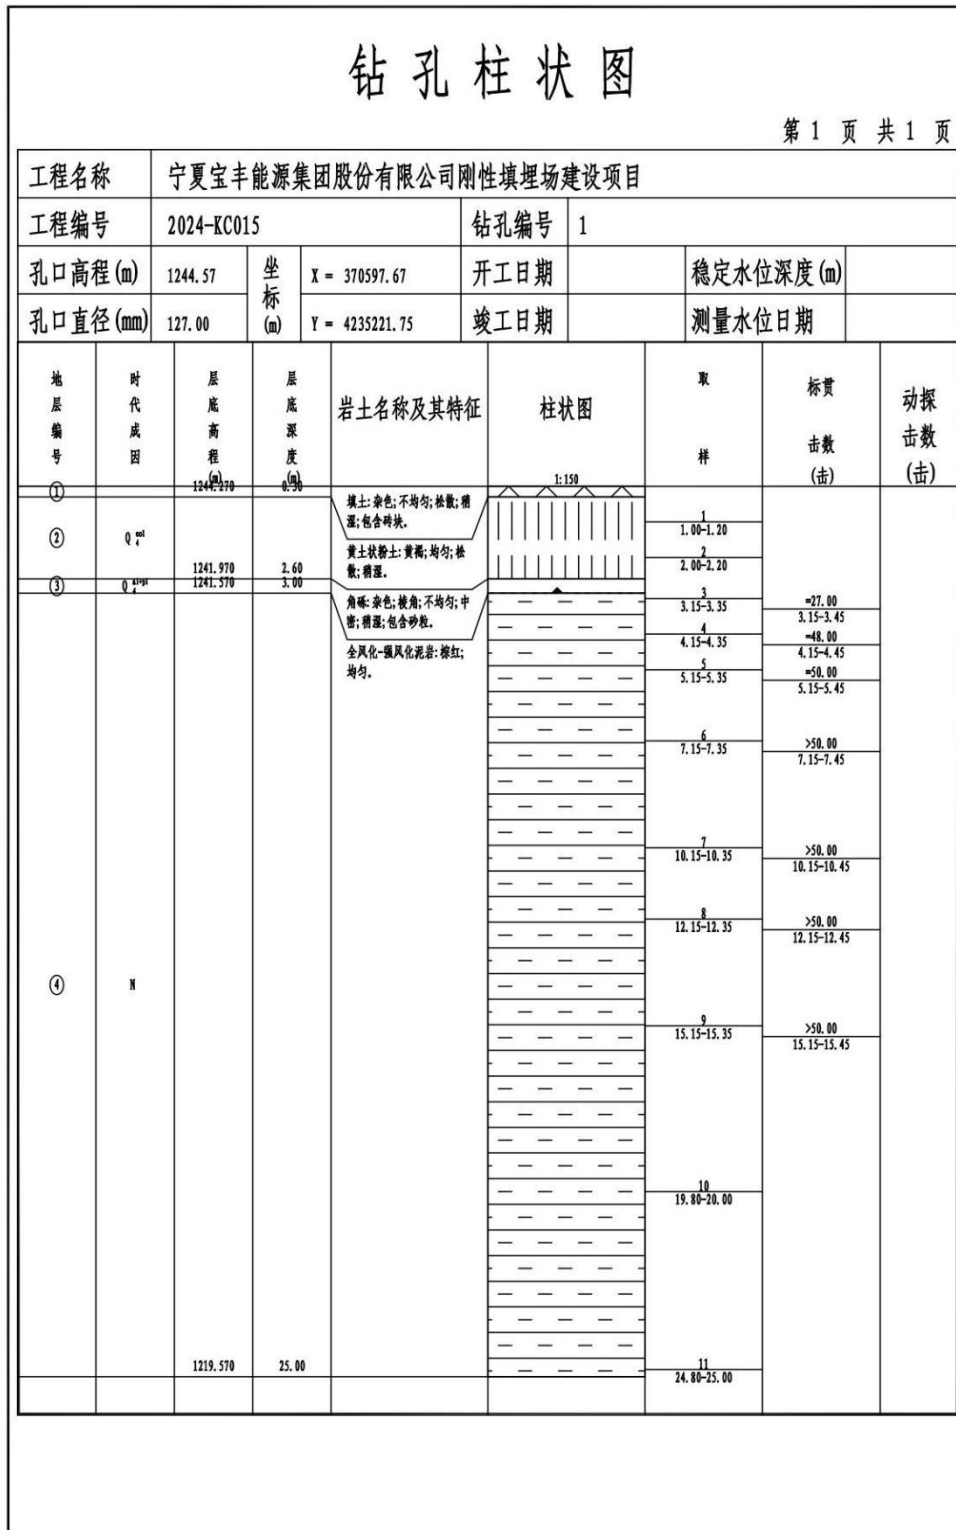 钻孔柱状图
第 1 页 共 1 页
工程名称 宁夏宝丰能源集团股份有限公司刚性填埋场建设项目
工程编号 2024-KC015 钻孔编号 1
孔口高程(m) 1244.57 坐标(m) X = 370597.67 开工日期 稳定水位深度(m)
孔口直径(mm) 127.00 Y = 4235221.75 竣工日期 测量水位日期
地层编号 时代成因 层底高程(m) 层底深度(m) 岩土名称及其特征 柱状图 取样 标贯击数(击) 动探击数(击)
1:150
① 1244.270 0.30
填土:杂色;不均匀;松散;稍
湿;包含砖块。
1
1.00-1.20
② Q4eol
黄土状粉土:黄褐;均匀;松
散;稍湿。
2
2.00-2.20
1241.970 2.60
③ 1241.570 3.00
角砾:杂色;棱角;不均匀;中
密;稍湿;包含砂粒。
3
3.15-3.35
=27.00
3.15-3.45
4
4.15-4.35
=48.00
4.15-4.45
全风化-强风化泥岩:棕红;
均匀。
5
5.15-5.35
=50.00
5.15-5.45
6
7.15-7.35
>50.00
7.15-7.45
7
10.15-10.35
>50.00
10.15-10.45
8
12.15-12.35
>50.00
12.15-12.45
④ N
9
15.15-15.35
>50.00
15.15-15.45
10
19.80-20.00
1219.570 25.00
11
24.80-25.00